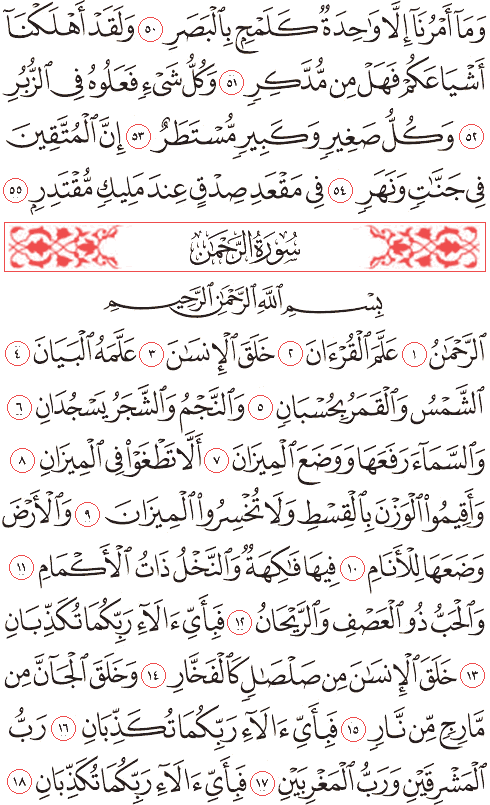 وَمَآ أَمْرُنَآ إِلَّا وَٰحِدَةٌ كَلَمْحٍۭ بِٱلْبَصَرِ ٥٠ وَلَقَدْ أَهْلَكْنَآ
أَشْيَاعَكُمْ فَهَلْ مِن مُّدَّكِرٍ ٥١ وَكُلُّ شَىْءٍ فَعَلُوهُ فِى ٱلزُّبُرِ
٥٢ وَكُلُّ صَغِيرٍ وَكَبِيرٍ مُّسْتَطَرٌ ٥٣ إِنَّ ٱلْمُتَّقِينَ
فِى جَنَّٰتٍ وَنَهَرٍ ٥٤ فِى مَقْعَدِ صِدْقٍ عِندَ مَلِيكٍ مُّقْتَدِرٍۭ ٥٥
سُورَةُ الرَّحْمَٰن
بِسْمِ ٱللَّهِ ٱلرَّحْمَٰنِ ٱلرَّحِيمِ
ٱلرَّحْمَٰنُ ١ عَلَّمَ ٱلْقُرْءَانَ ٢ خَلَقَ ٱلْإِنسَٰنَ ٣ عَلَّمَهُ ٱلْبَيَانَ ٤
ٱلشَّمْسُ وَٱلْقَمَرُ بِحُسْبَانٍ ٥ وَٱلنَّجْمُ وَٱلشَّجَرُ يَسْجُدَانِ ٦
وَٱلسَّمَآءَ رَفَعَهَا وَوَضَعَ ٱلْمِيزَانَ ٧ أَلَّا تَطْغَوْا۟ فِى ٱلْمِيزَانِ ٨
وَأَقِيمُوا۟ ٱلْوَزْنَ بِٱلْقِسْطِ وَلَا تُخْسِرُوا۟ ٱلْمِيزَانَ ٩ وَٱلْأَرْضَ
وَضَعَهَا لِلْأَنَامِ ١٠ فِيهَا فَٰكِهَةٌ وَٱلنَّخْلُ ذَاتُ ٱلْأَكْمَامِ ١١
وَٱلْحَبُّ ذُو ٱلْعَصْفِ وَٱلرَّيْحَانُ ١٢ فَبِأَىِّ ءَالَآءِ رَبِّكُمَا تُكَذِّبَانِ
١٣ خَلَقَ ٱلْإِنسَٰنَ مِن صَلْصَٰلٍ كَٱلْفَخَّارِ ١٤ وَخَلَقَ ٱلْجَآنَّ مِن
مَّارِجٍ مِّن نَّارٍ ١٥ فَبِأَىِّ ءَالَآءِ رَبِّكُمَا تُكَذِّبَانِ ١٦ رَبُّ
ٱلْمَشْرِقَيْنِ وَرَبُّ ٱلْمَغْرِبَيْنِ ١٧ فَبِأَىِّ ءَالَآءِ رَبِّكُمَا تُكَذِّبَانِ ١٨